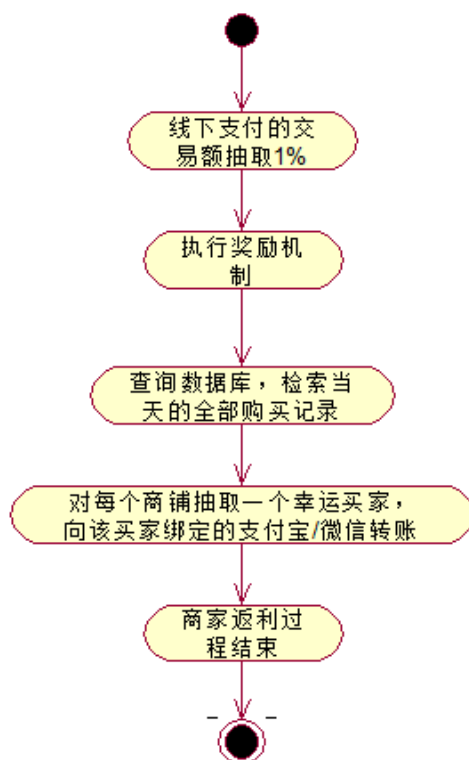 线下支付的交
易额抽取1%
执行奖励机
制
查询数据库，检索当
天的全部购买记录
对每个商铺抽取一个幸运买家，
向该买家绑定的支付宝/微信转账
商家返利过
程结束